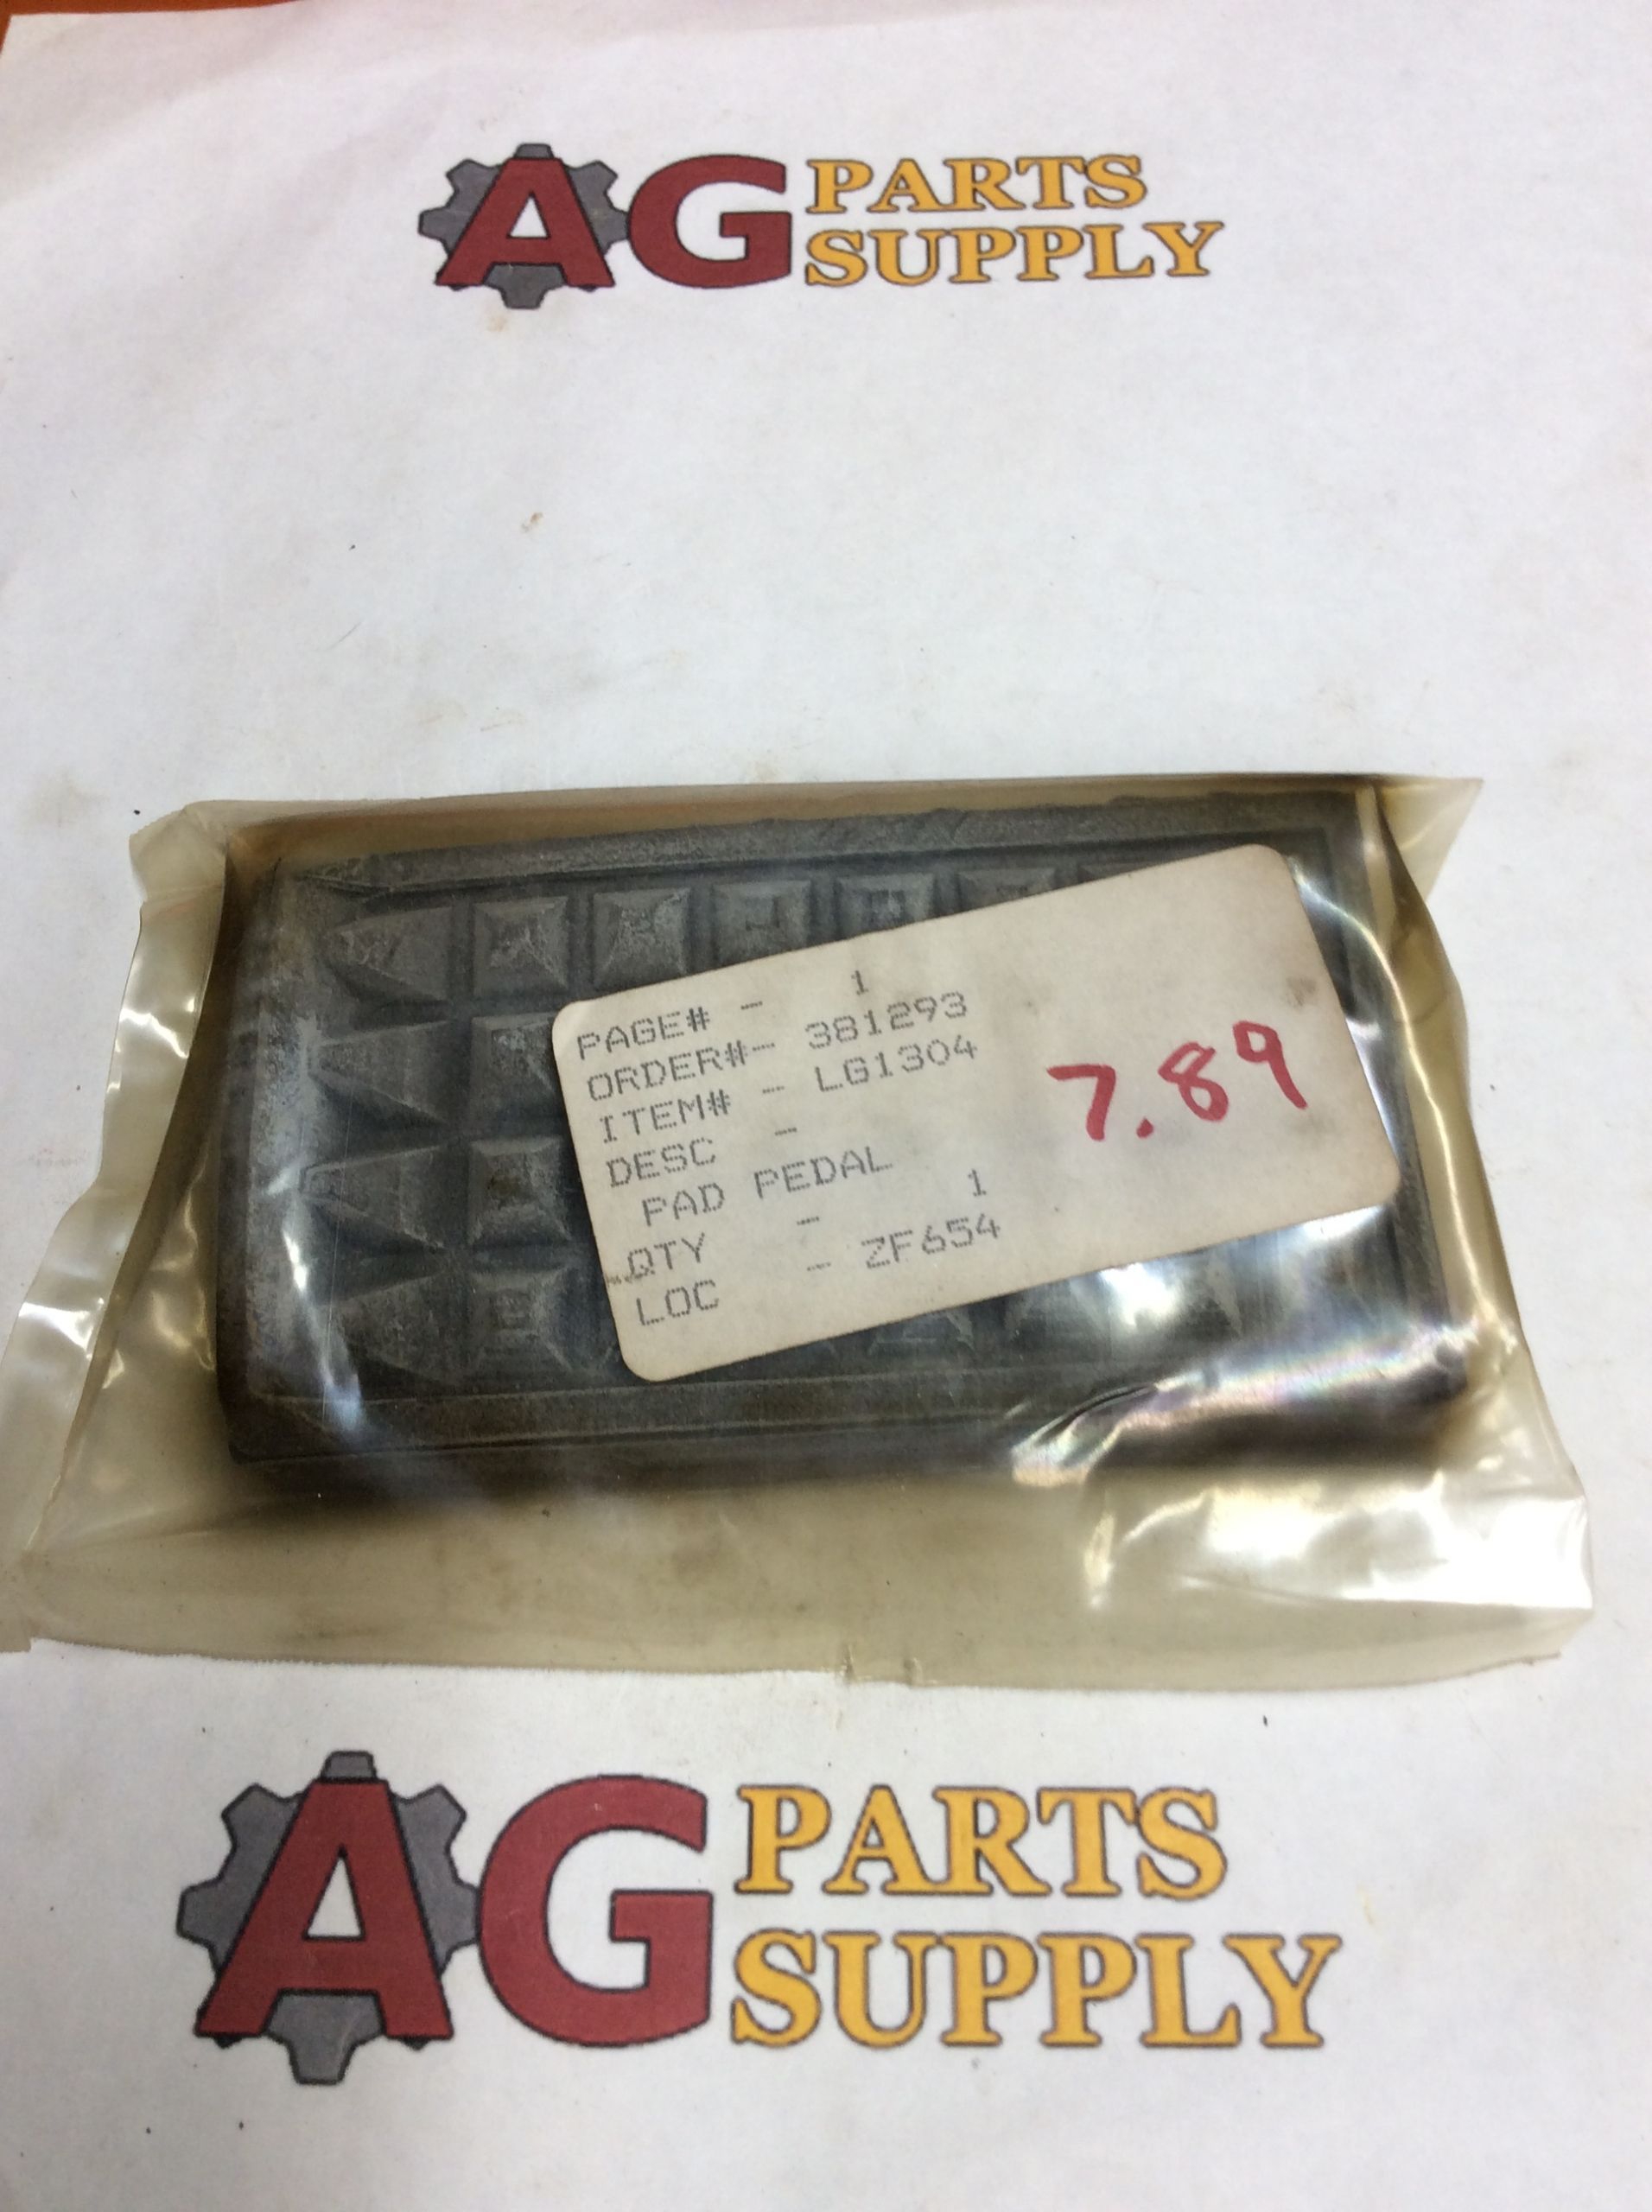 AG PARTS
SUPPLY
PAGE# - 1
ORDER#- 381293
ITEM# - LG1304
DESC -
PAD PEDAL
QTY - 1
LOC - ZF654
7.89
AG PARTS
SUPPLY